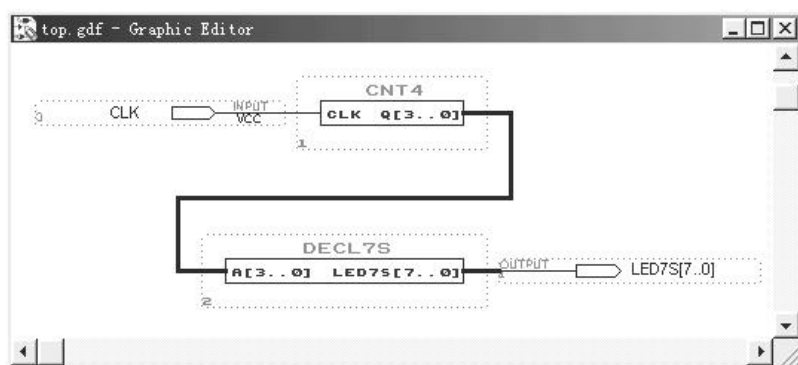 top.gdf - Graphic Editor
CNT4
CLK INPUT VCC
CLK Q[3..0]
1
DECL7S
A[3..0] LED7S[7..0]
OUTPUT LED7S[7..0]
2